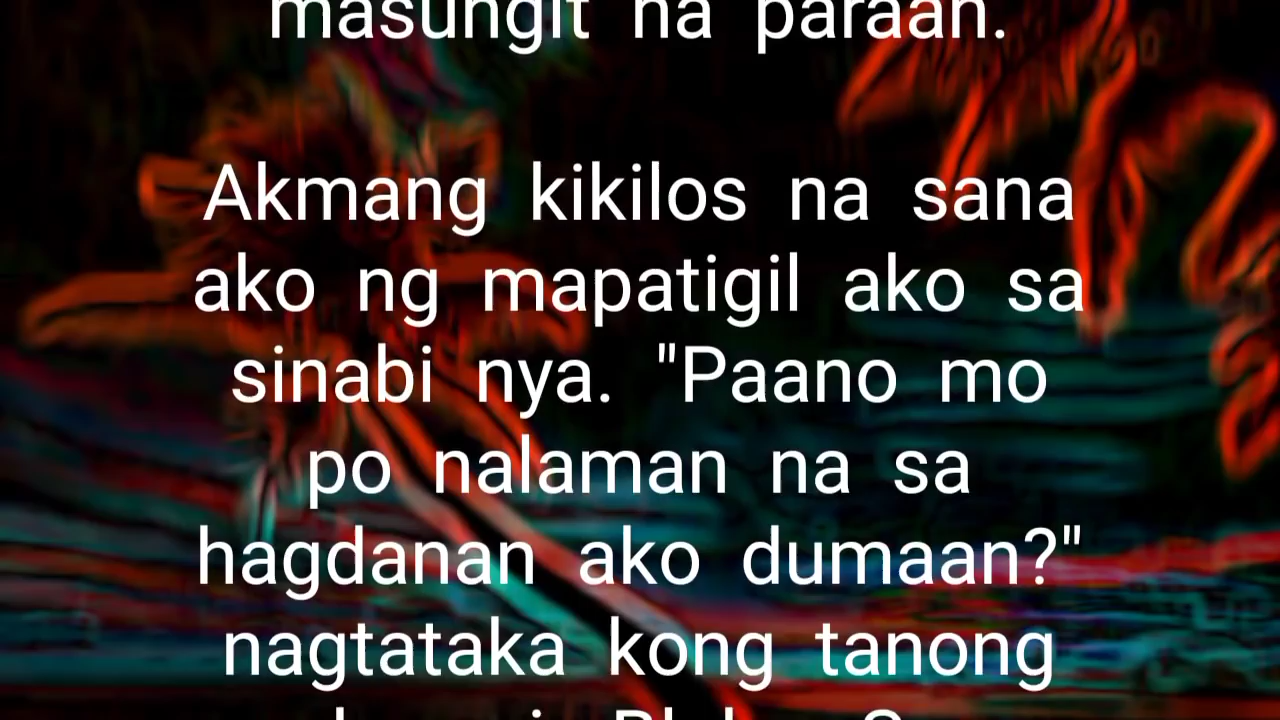 masungit na paraan.
Akmang kikilos na sana
ako ng mapatigil ako sa
sinabi nya. "Paano mo
po nalaman na sa
hagdanan ako dumaan?"
nagtataka kong tanong